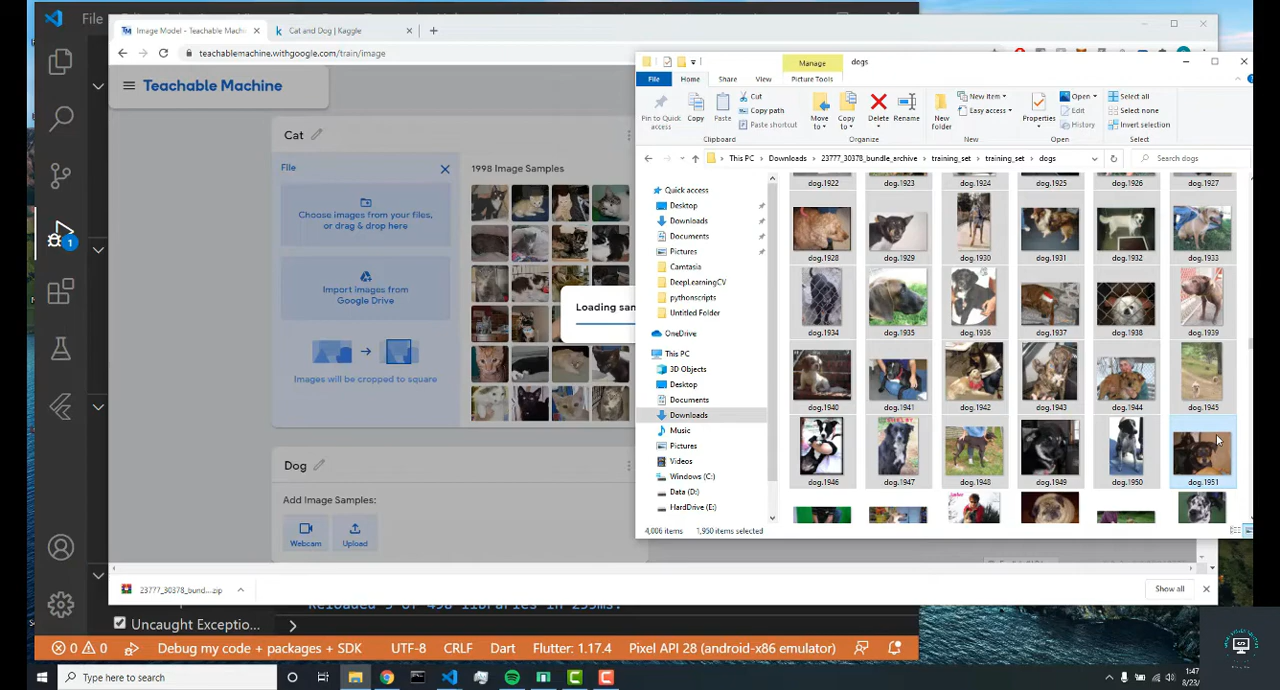 File
Image Model - Teachable Machin
Cat and Dog | Kaggle
teachablemachine.withgoogle.com/train/image
Teachable Machine
Cat
File
1998 Image Samples
Choose images from your files,
or drag & drop here
Import images from
Google Drive
Images will be cropped to
square
Loading sam
Dog
Add Image Samples:
Webcam
Upload
23777_30378_bund....zip
Show all
Manage
dogs
File
Home
Share
View
Picture Tools
Pin to Quick
access
Copy
Paste
Cut
Copy path
Paste shortcut
Clipboard
Move
to
Copy
to
Delete
Rename
Organize
New
folder
New item
Easy access
New
Properties
Open
Edit
History
Open
Select all
Select none
Invert selection
Select
This PC
Downloads
23777_30378_bundle_archive
training_set
training_set
dogs
Search dogs
Quick access
Desktop
Downloads
Documents
Pictures
Camtasia
DeepLearningCV
pythonscripts
Untitled Folder
OneDrive
This PC
3D Objects
Desktop
Documents
Downloads
Music
Pictures
Videos
Windows (C:)
Data (D:)
HardDrive (E:)
dog.1922 dog.1923 dog.1924 dog.1925 dog.1926 dog.1927
dog.1928 dog.1929 dog.1930 dog.1931 dog.1932 dog.1933
dog.1934 dog.1935 dog.1936 dog.1937 dog.1938 dog.1939
dog.1940 dog.1941 dog.1942 dog.1943 dog.1944 dog.1945
dog.1946 dog.1947 dog.1948 dog.1949 dog.1950 dog.1951
4,006 items 1,950 items selected
1
Uncaught Exceptio...
0 0 Debug my code + packages + SDK UTF-8 CRLF Dart Flutter: 1.17.4 Pixel API 28 (android-x86 emulator)
Type here to search
1:47
8/23/